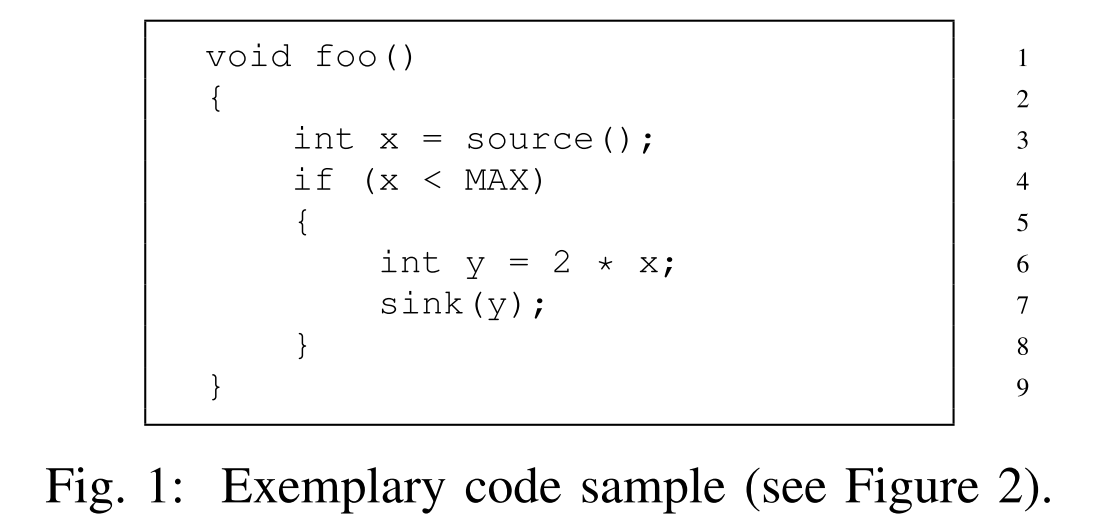 void foo() 1
{ 2
int x = source(); 3
if (x < MAX) 4
{ 5
int y = 2 * x; 6
sink(y); 7
} 8
} 9
Fig. 1: Exemplary code sample (see Figure 2).